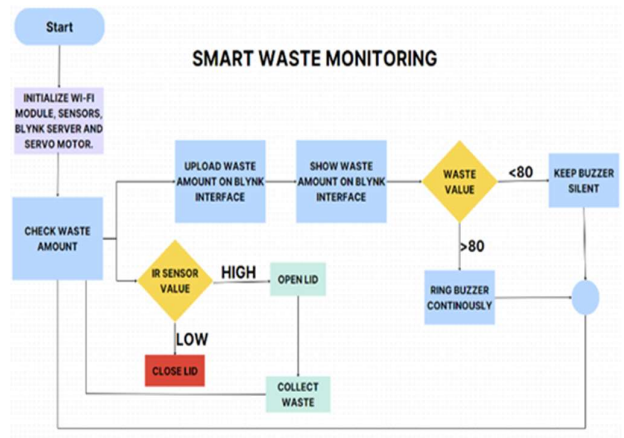 Start
SMART WASTE MONITORING
INITIALIZE WI-FI
MODULE, SENSORS,
BLYNK SERVER AND
SERVO MOTOR.
UPLOAD WASTE
AMOUNT ON BLYNK
INTERFACE
SHOW WASTE
AMOUNT ON BLYNK
INTERFACE
WASTE
VALUE
<80
KEEP BUZZER
SILENT
CHECK WASTE
AMOUNT
>80
IR SENSOR
VALUE
HIGH
OPEN LID
RING BUZZER
CONTINOUSLY
LOW
CLOSE LID
COLLECT
WASTE